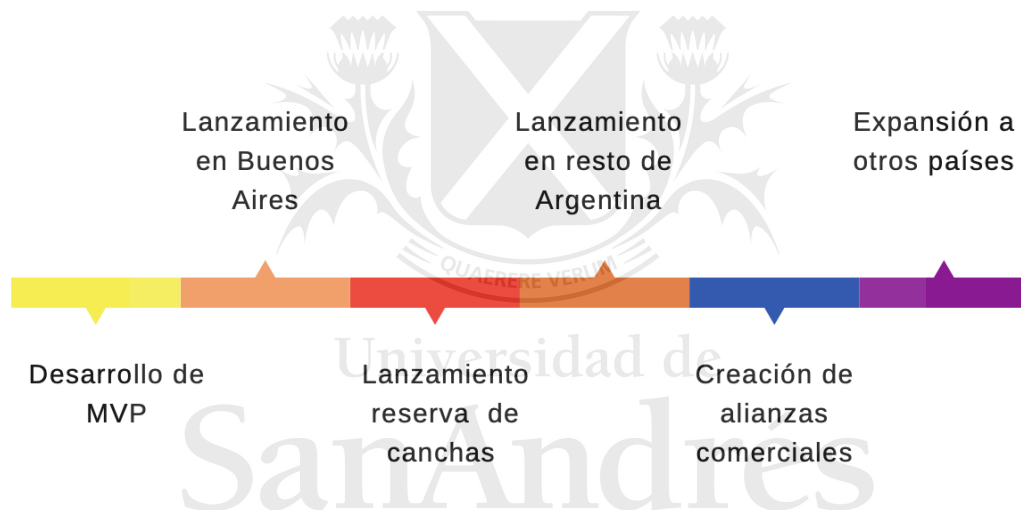 Lanzamiento
en Buenos
Aires
Lanzamiento
en resto de
Argentina
Expansión a
otros países
QUAERERE VERUM
Desarrollo de
MVP
Lanzamiento
reserva de
canchas
Creación de
alianzas
comerciales
Universidad de
SanAndrés